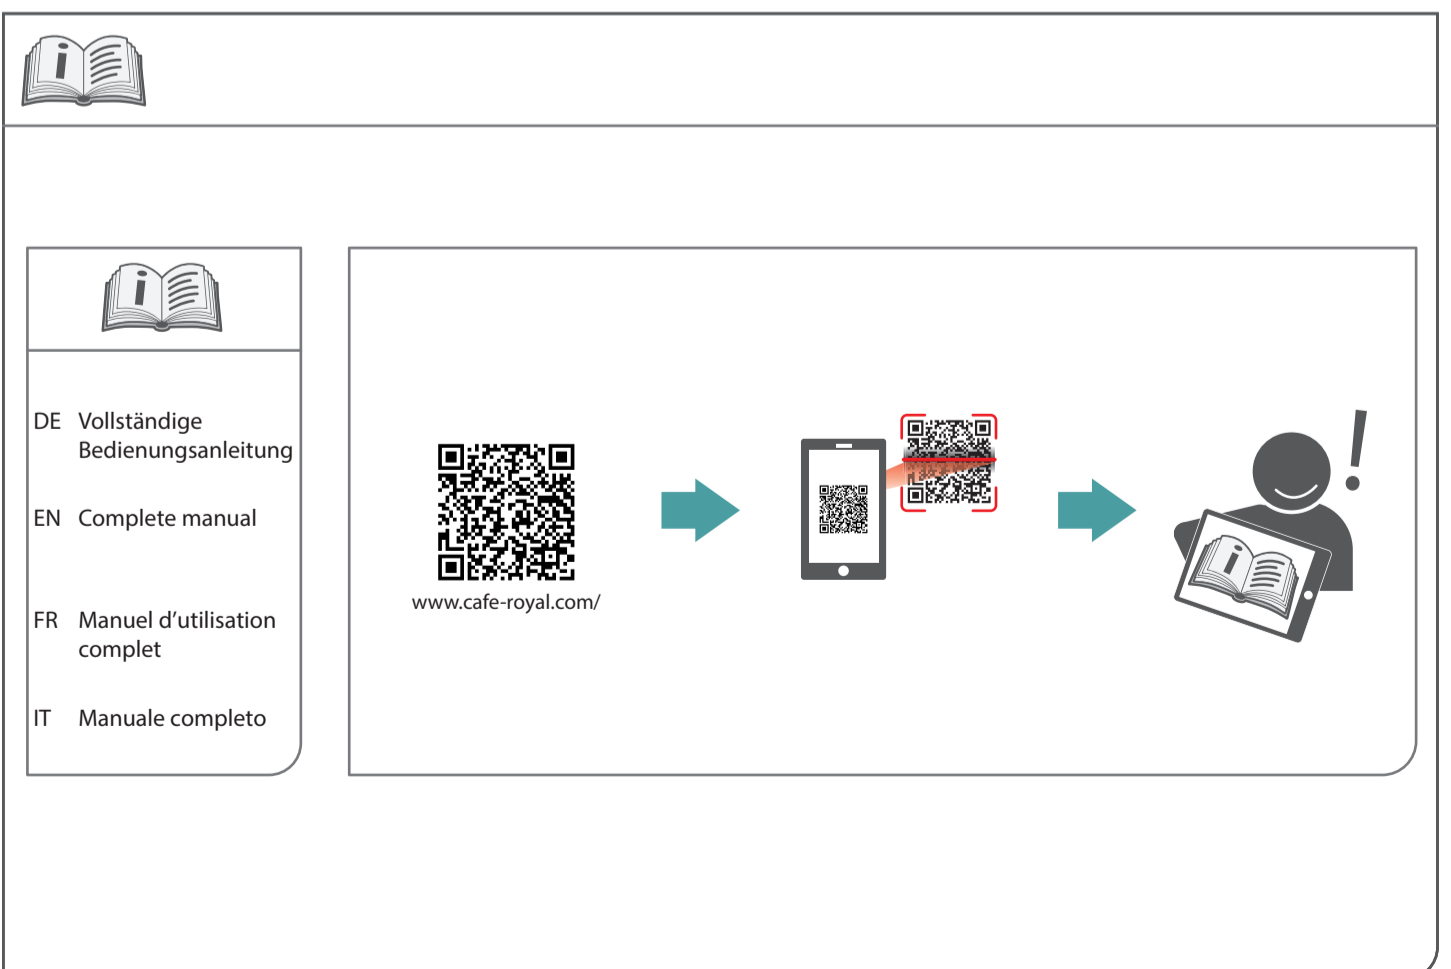 DE Vollständige
Bedienungsanleitung
EN Complete manual
FR Manuel d’utilisation
complet
IT Manuale completo
www.cafe-royal.com/